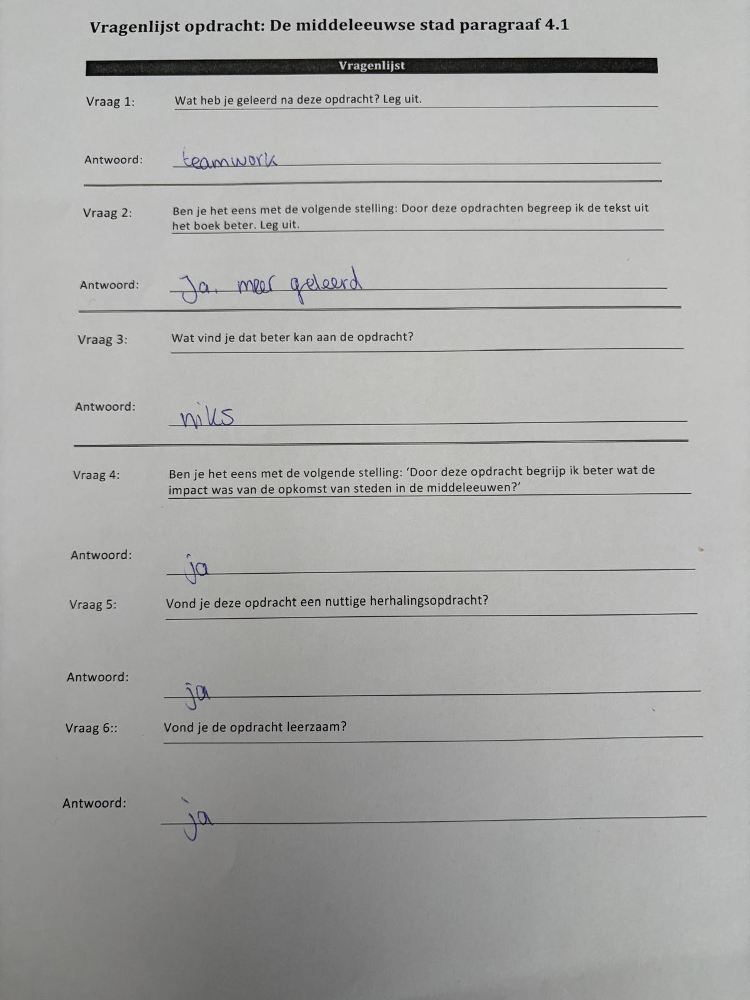 Vragenlijst opdracht: De middeleeuwse stad paragraaf 4.1
Vragenlijst
Vraag 1: Wat heb je geleerd na deze opdracht? Leg uit.
Antwoord: teamwork
Vraag 2: Ben je het eens met de volgende stelling: Door deze opdrachten begreep ik de tekst uit
het boek beter. Leg uit.
Antwoord: Ja. meer geleerd
Vraag 3: Wat vind je dat beter kan aan de opdracht?
Antwoord: niks
Vraag 4: Ben je het eens met de volgende stelling: ‘Door deze opdracht begrijp ik beter wat de
impact was van de opkomst van steden in de middeleeuwen?’
Antwoord: ja
Vraag 5: Vond je deze opdracht een nuttige herhalingsopdracht?
Antwoord: ja
Vraag 6:: Vond je de opdracht leerzaam?
Antwoord: ja